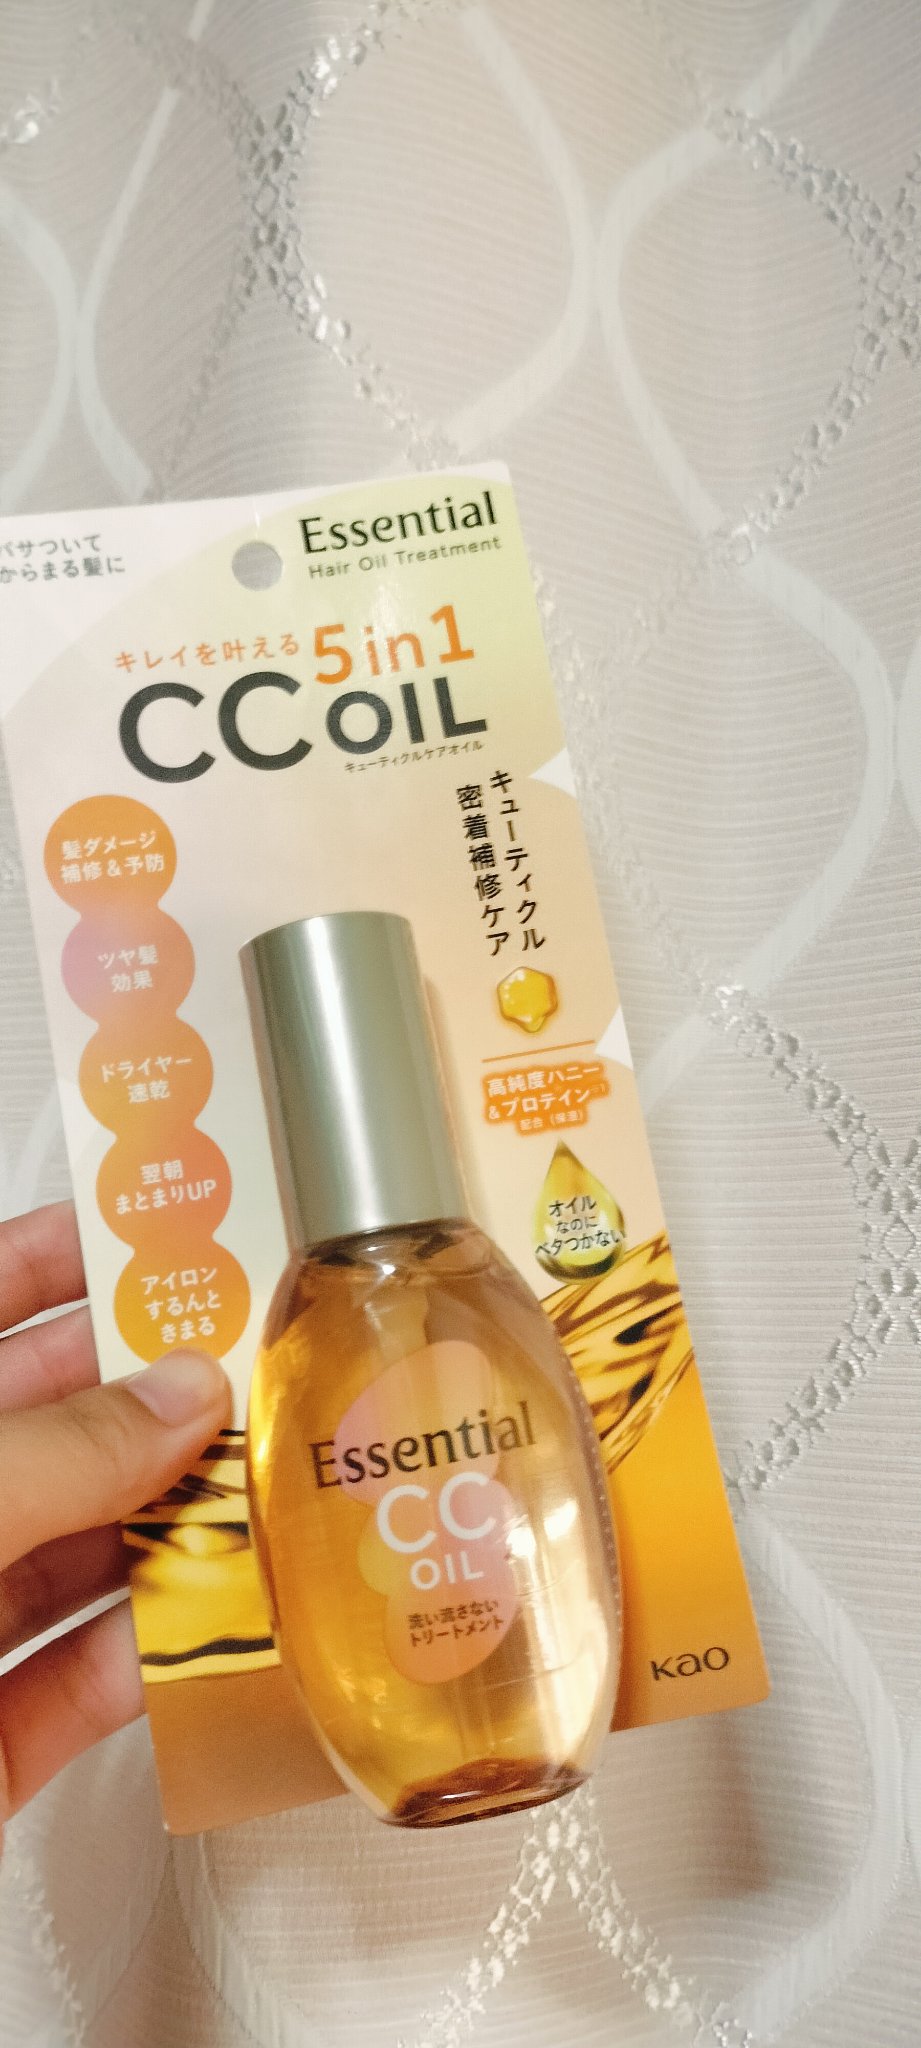 パサついて
からまる髪に
Essential
Hair Oil Treatment
キレイを叶える 5in1
CC OIL
キューティクルケアオイル
キューティクル
密着補修ケア
髪ダメージ
補修&予防
ツヤ髪
効果
ドライヤー
速乾
翌朝
まとまりUP
アイロン
するんと
きまる
高純度ハニー
&プロテイン
配合(保湿)
オイル
なのに
ベタつかない
Essential
CC
OIL
洗い流さない
トリートメント
Kao